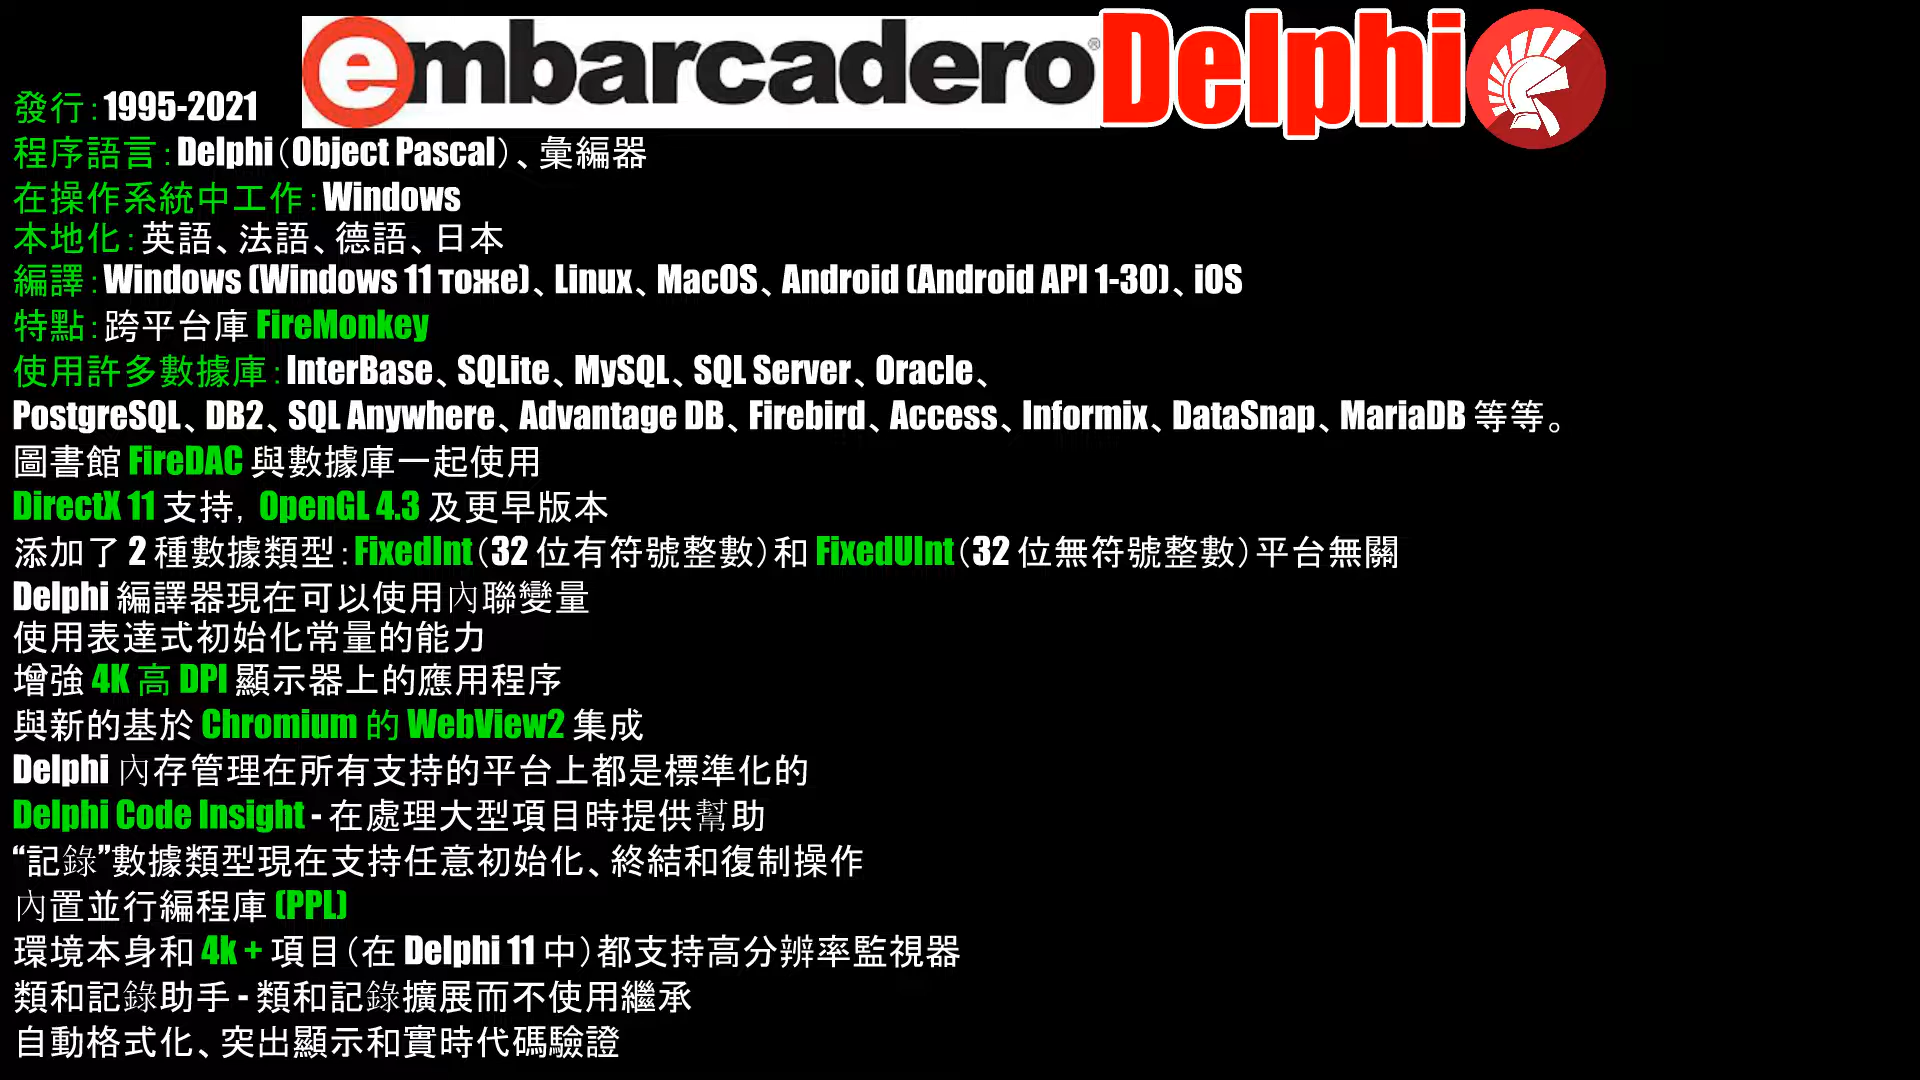 embarcadero® Delphi
發行：1995-2021
程序語言：Delphi（Object Pascal）、彙編器
在操作系統中工作：Windows
本地化：英語、法語、德語、日本
編譯：Windows (Windows 11 тоже)、Linux、MacOS、Android (Android API 1-30)、iOS
特點：跨平台庫 FireMonkey
使用許多數據庫：InterBase、SQLite、MySQL、SQL Server、Oracle、
PostgreSQL、DB2、SQL Anywhere、Advantage DB、Firebird、Access、Informix、DataSnap、MariaDB 等等。
圖書館 FireDAC 與數據庫一起使用
DirectX 11 支持，OpenGL 4.3 及更早版本
添加了 2 種數據類型：FixedInt（32 位有符號整數）和 FixedUInt（32 位無符號整數）平台無關
Delphi 編譯器現在可以使用內聯變量
使用表達式初始化常量的能力
增強 4K 高 DPI 顯示器上的應用程序
與新的基於 Chromium 的 WebView2 集成
Delphi 內存管理在所有支持的平台上都是標準化的
Delphi Code Insight - 在處理大型項目時提供幫助
“記錄”數據類型現在支持任意初始化、終結和復制操作
內置並行編程庫 (PPL)
環境本身和 4k + 項目（在 Delphi 11 中）都支持高分辨率監視器
類和記錄助手 - 類和記錄擴展而不使用繼承
自動格式化、突出顯示和實時代碼驗證